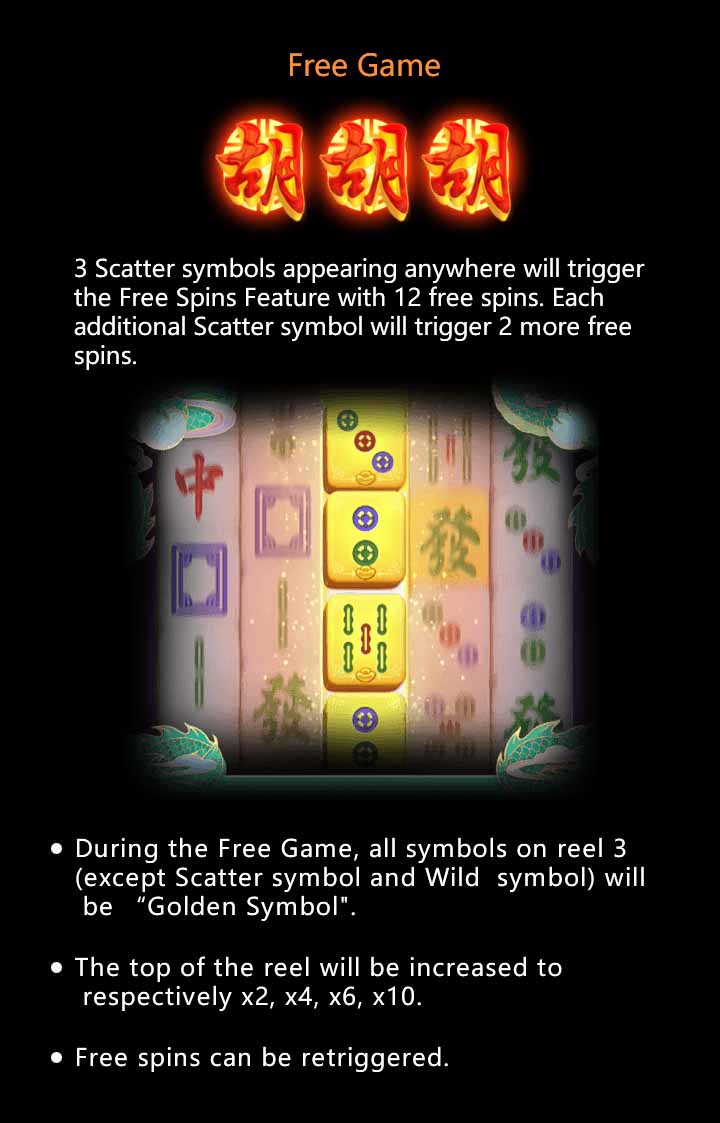 Free Game
胡 胡 胡
3 Scatter symbols appearing anywhere will trigger
the Free Spins Feature with 12 free spins. Each
additional Scatter symbol will trigger 2 more free
spins.
中
發
發
發
發
• During the Free Game, all symbols on reel 3
(except Scatter symbol and Wild symbol) will
be “Golden Symbol".
• The top of the reel will be increased to
respectively x2, x4, x6, x10.
• Free spins can be retriggered.